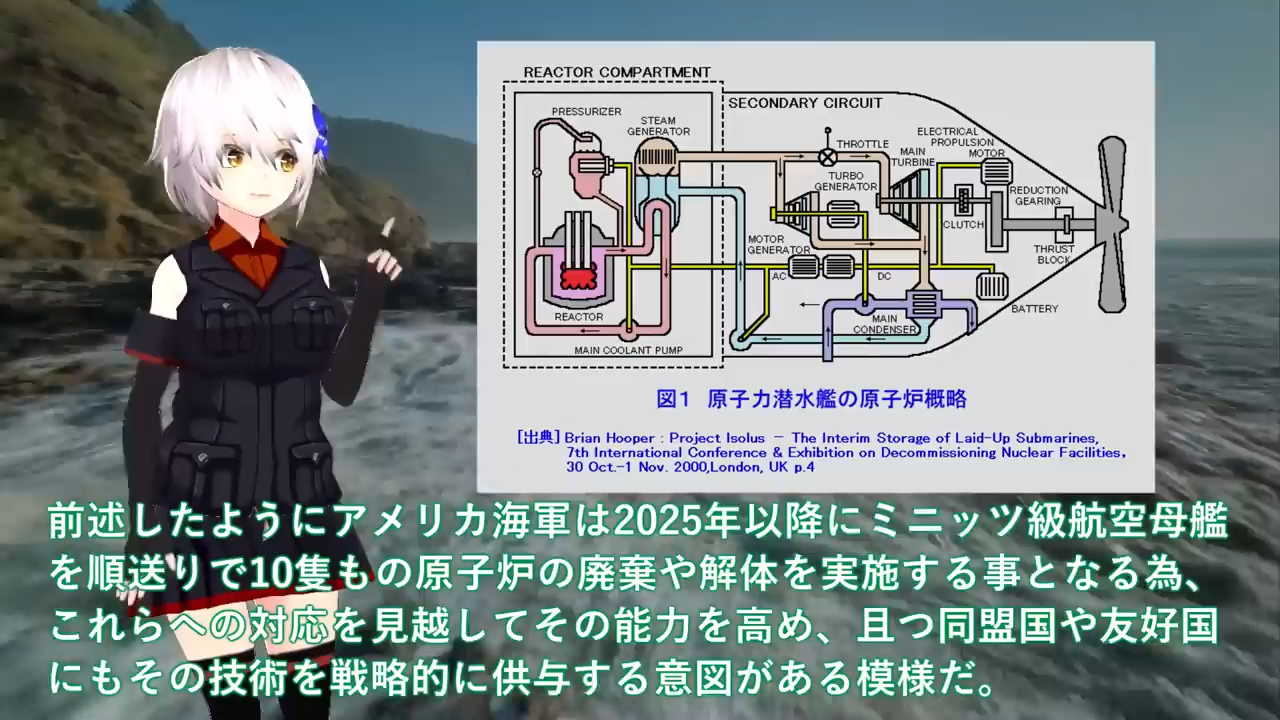 REACTOR COMPARTMENT
SECONDARY CIRCUIT
PRESSURIZER
STEAM
GENERATOR
THROTTLE
ELECTRICAL
PROPULSION
MOTOR
MAIN
TURBINE
TURBO
GENERATOR
REDUCTION
GEARING
CLUTCH
MOTOR
GENERATOR
THRUST
BLOCK
AC
DC
BATTERY
REACTOR
MAIN
CONDENSER
MAIN COOLANT PUMP
図1 原子力潜水艦の原子炉概略
[出典] Brian Hooper : Project Isolus − The Interim Storage of Laid-Up Submarines,
7th International Conference & Exhibition on Decommissioning Nuclear Facilities,
30 Oct.-1 Nov. 2000,London, UK p.4
前述したようにアメリカ海軍は2025年以降にミニッツ級航空母艦
を順送りで10隻もの原子炉の廃棄や解体を実施する事となる為、
これらへの対応を見越してその能力を高め、且つ同盟国や友好国
にもその技術を戦略的に供与する意図がある模様だ。